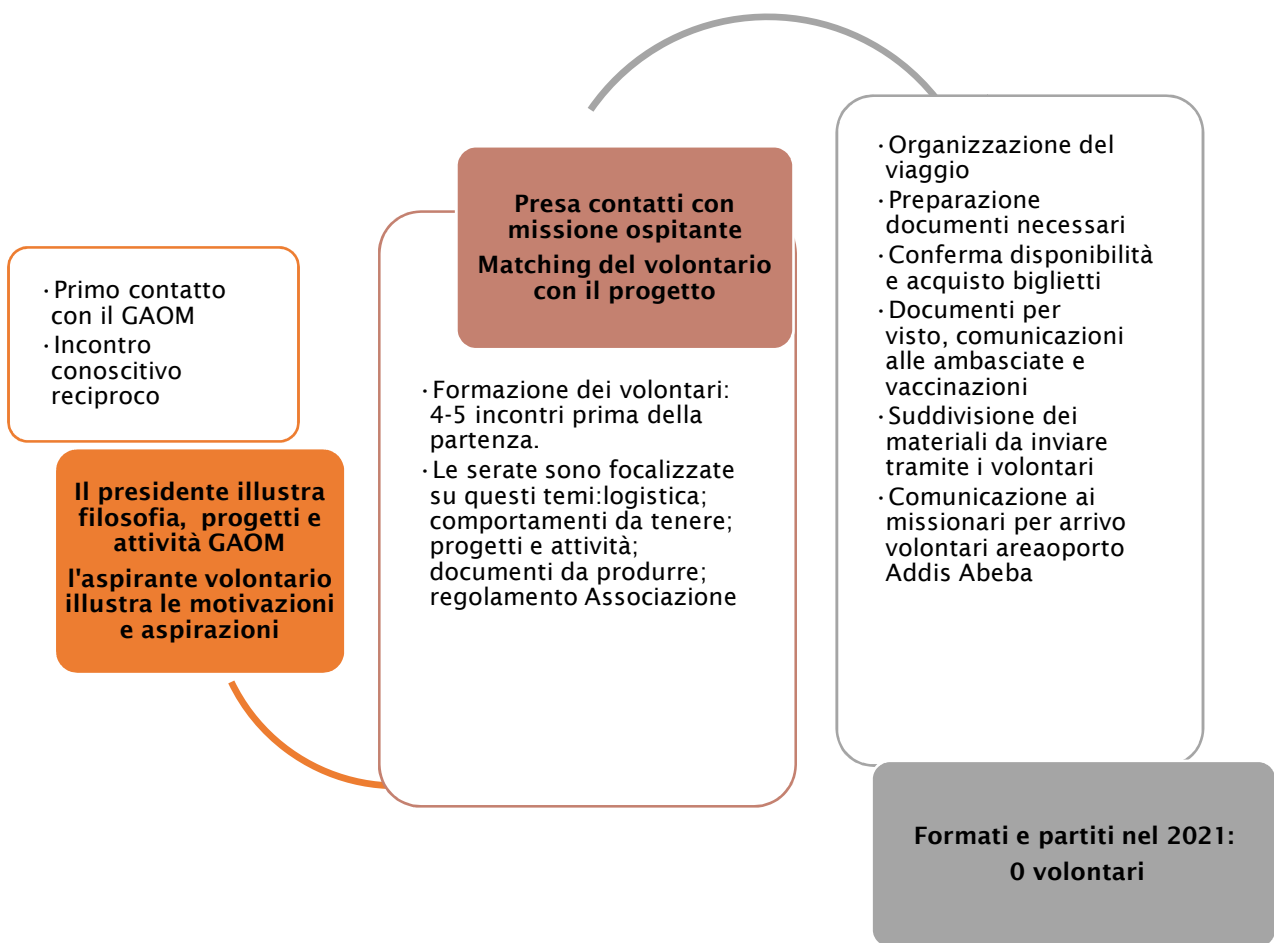 ·Primo contatto
con il GAOM
·Incontro
conoscitivo
reciproco
Il presidente illustra
filosofia, progetti e
attività GAOM
l'aspirante volontario
illustra le motivazioni
e aspirazioni
Presa contatti con
missione ospitante
Matching del volontario
con il progetto
·Formazione dei volontari:
4-5 incontri prima della
partenza.
·Le serate sono focalizzate
su questi temi:logistica;
comportamenti da tenere;
progetti e attività;
documenti da produrre;
regolamento Associazione
·Organizzazione del
viaggio
·Preparazione
documenti necessari
·Conferma disponibilità
e acquisto biglietti
·Documenti per
visto, comunicazioni
alle ambasciate e
vaccinazioni
·Suddivisione dei
materiali da inviare
tramite i volontari
·Comunicazione ai
missionari per arrivo
volontari areaoporto
Addis Abeba
Formati e partiti nel 2021:
0 volontari